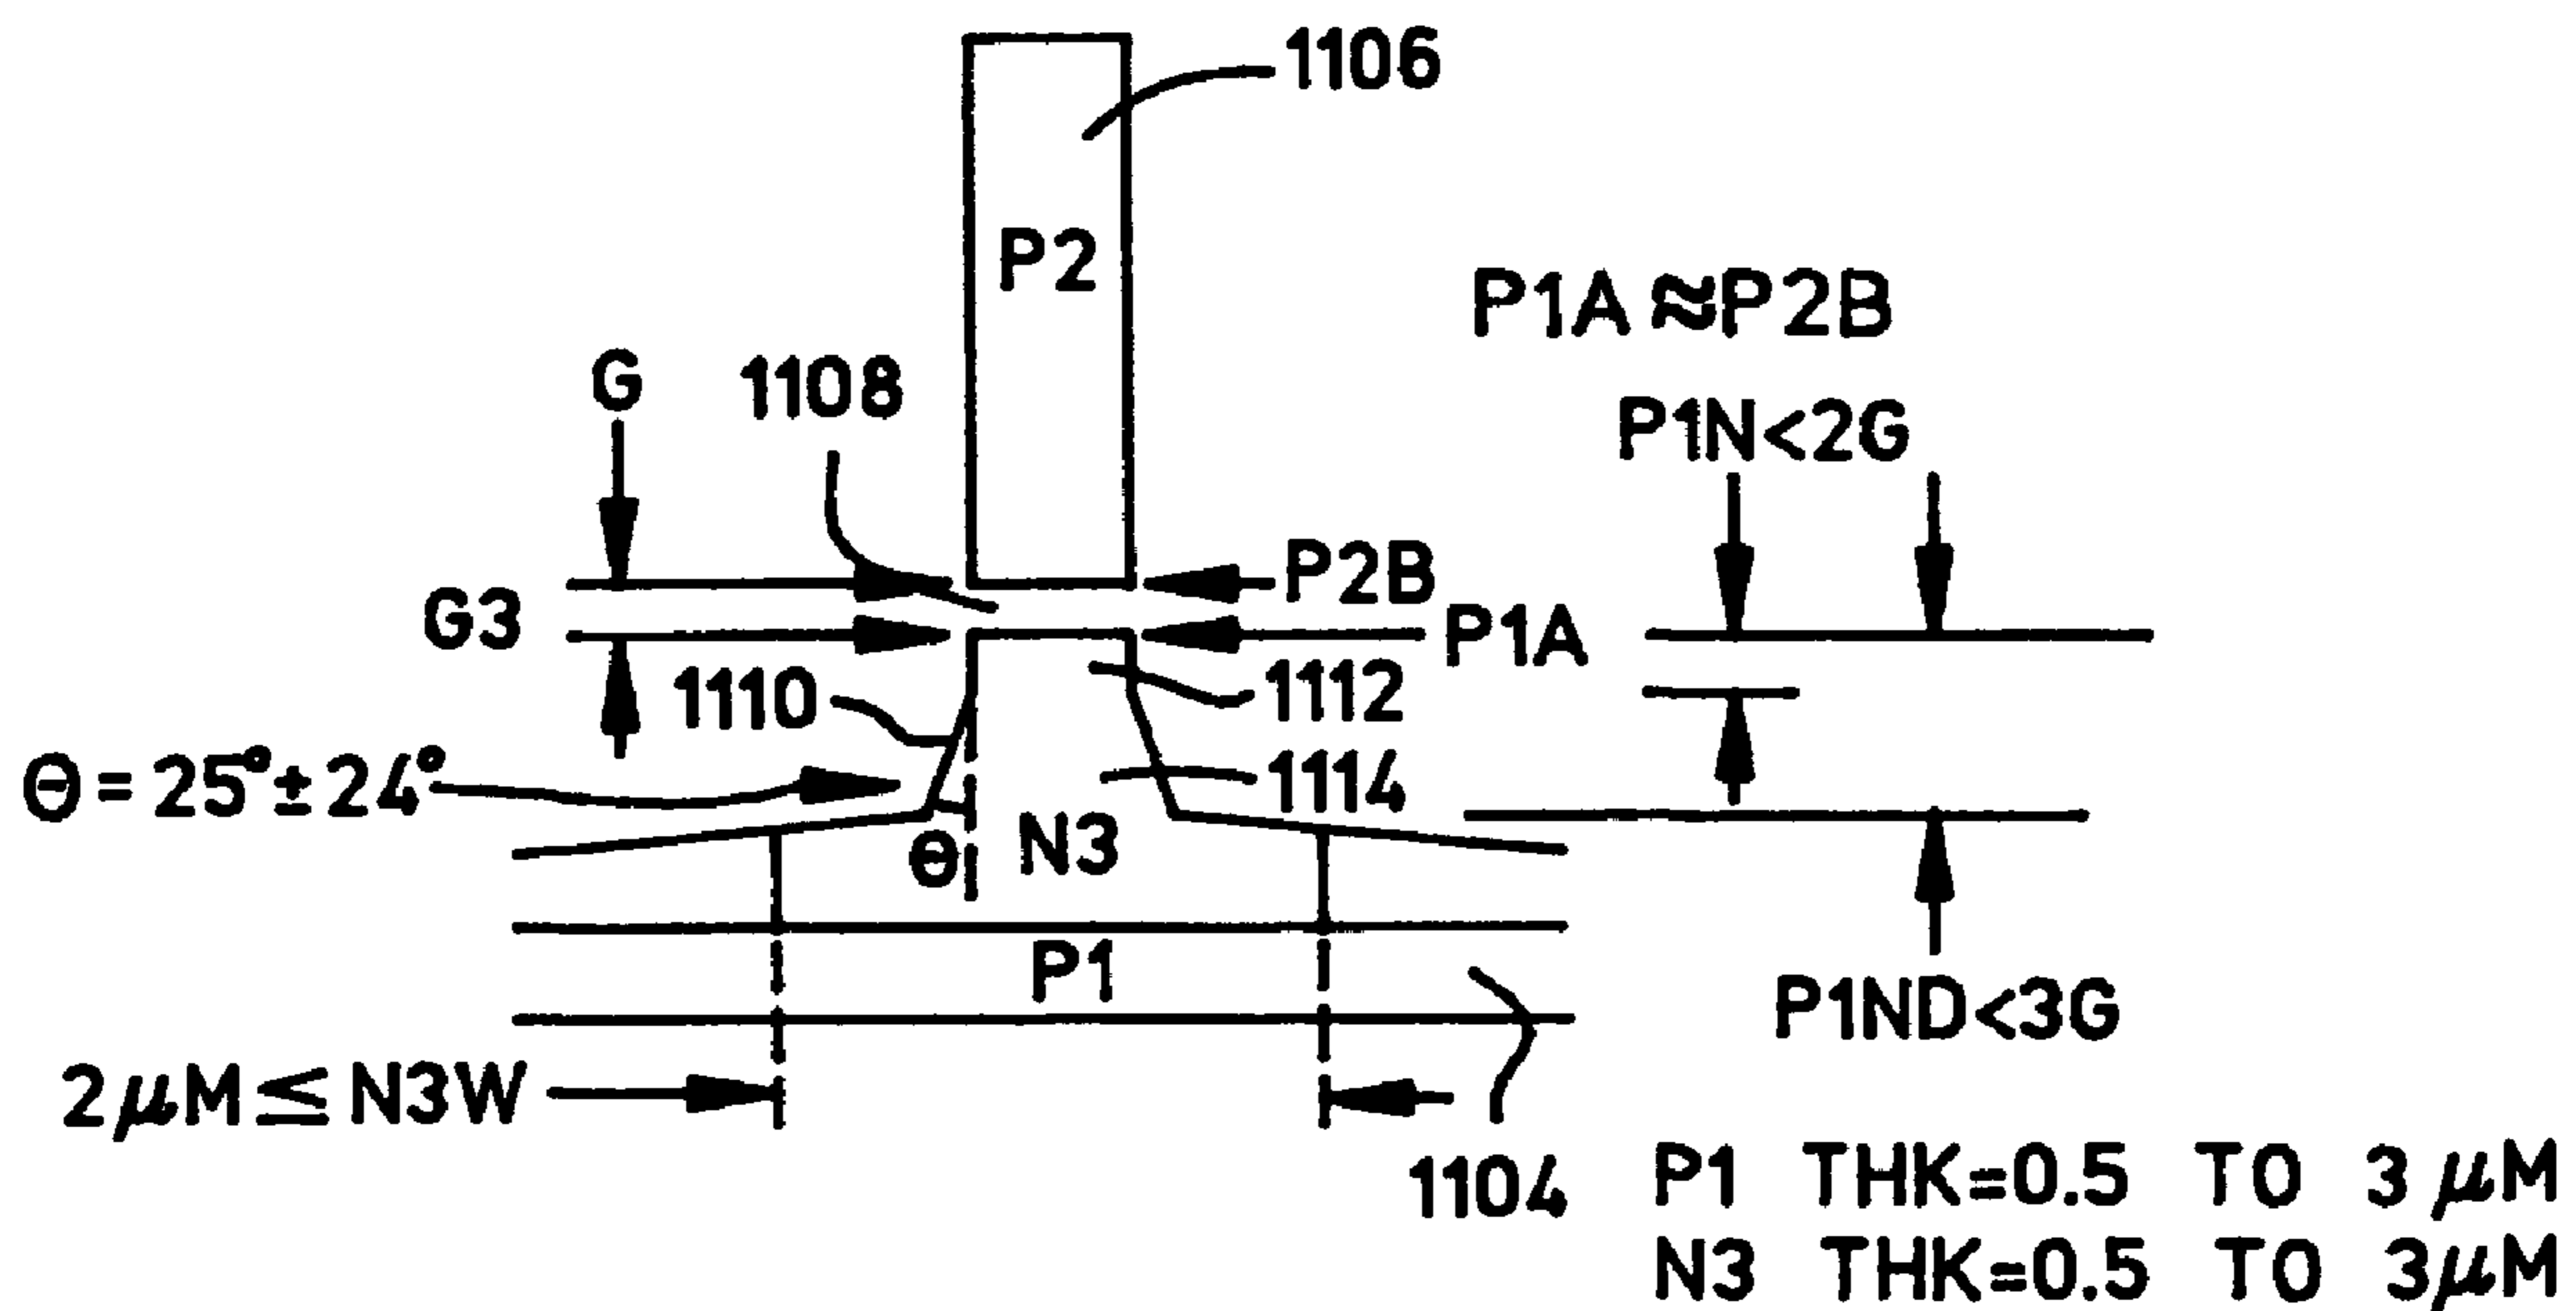 1106
P2
P1A≈P2B
G
1108
P1N<2G
P2B
G3
P1A
1110
1112
Θ=25°±24°
1114
Θ
N3
P1
P1ND<3G
2μM≦N3W
1104
P1 THK=0.5 TO 3μM
N3 THK=0.5 TO 3μM